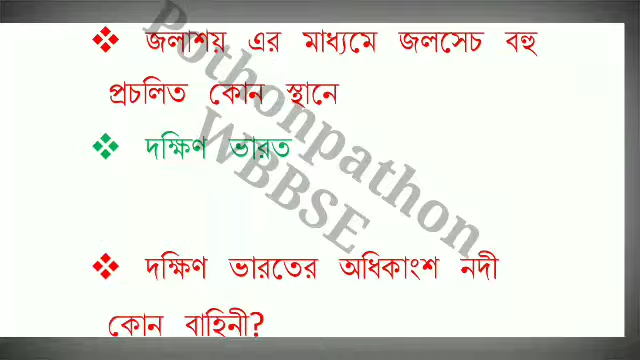 ❖ জলাশয় এর মাধ্যমে জলসেচ বহু
প্রচলিত কোন স্থানে
❖ দক্ষিণ ভারত
❖ দক্ষিণ ভারতের অধিকাংশ নদী
কোন বাহিনী?
Pothonpathon
WBBSE